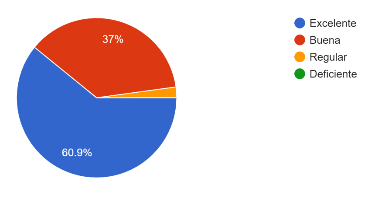 Excelente
Buena
Regular
Deficiente
37%
60.9%